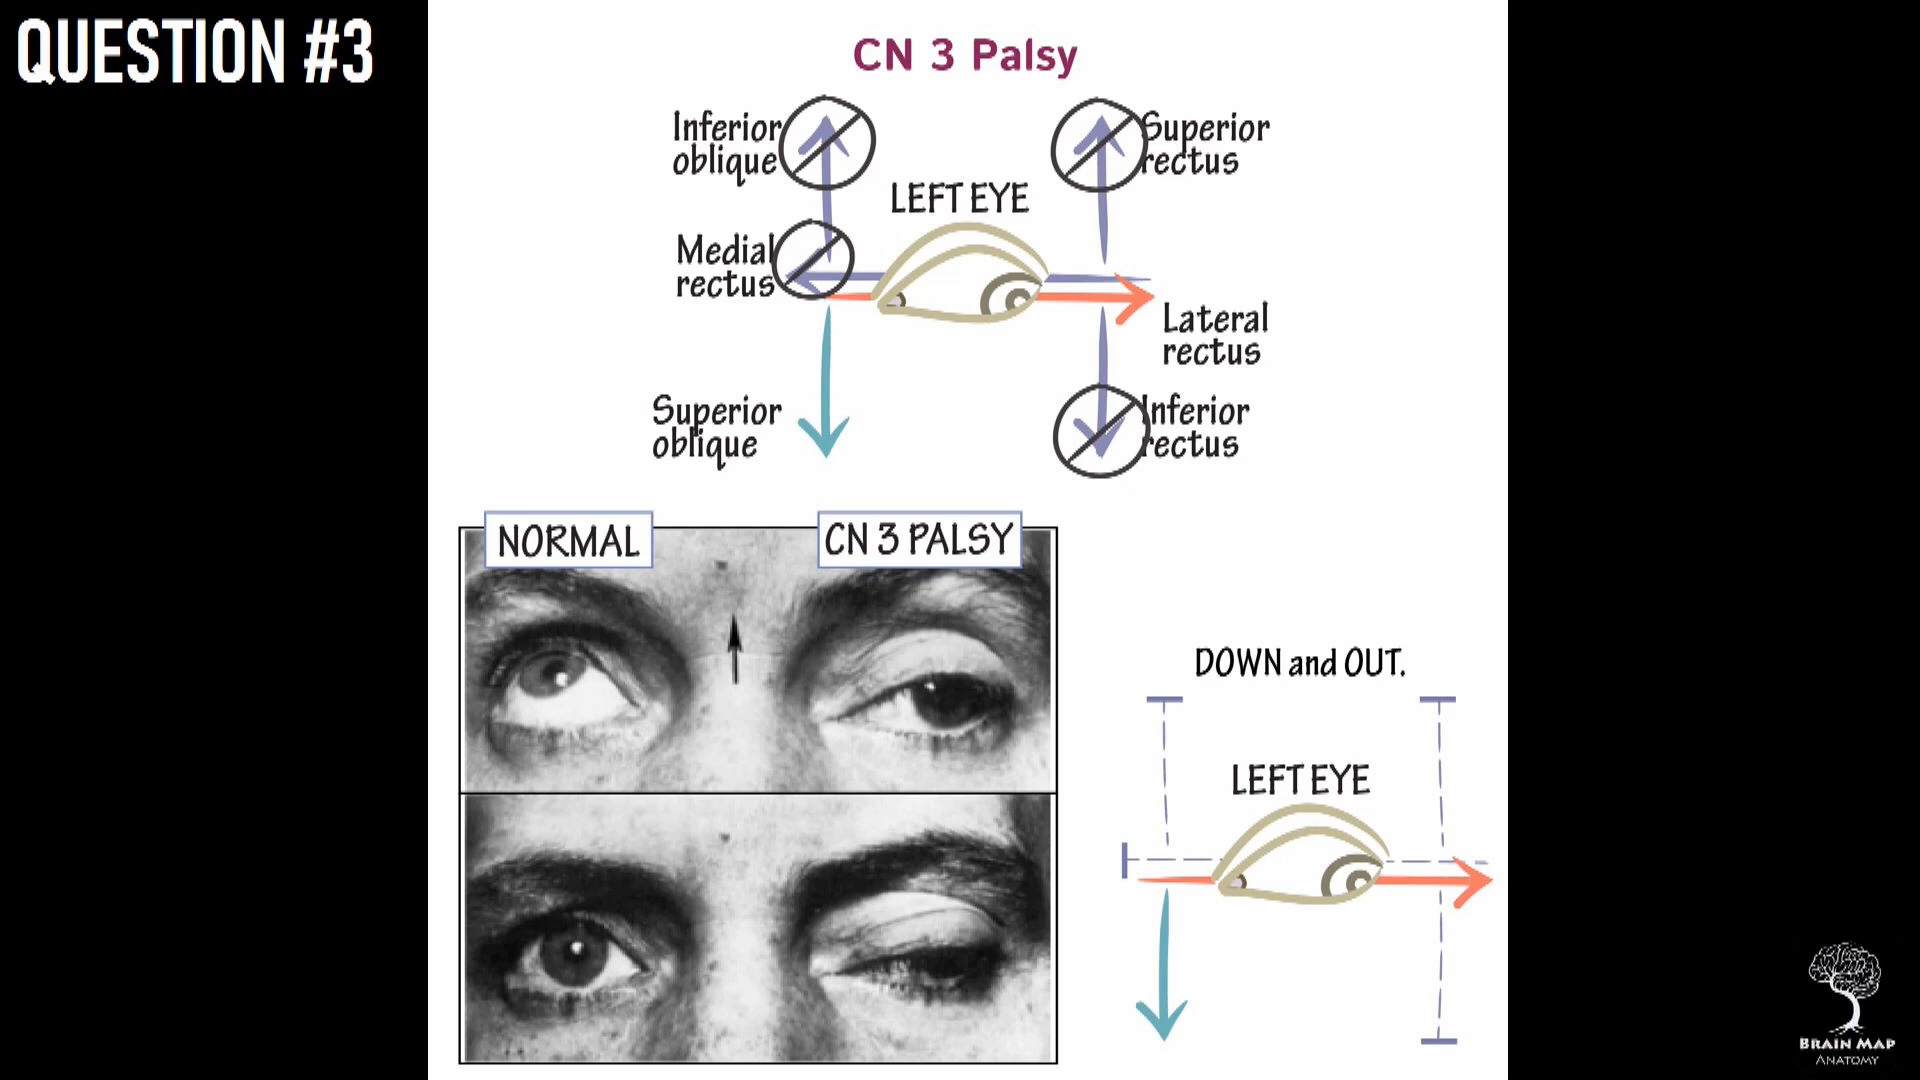 QUESTION #3
CN 3 Palsy
Inferior
oblique
Superior
rectus
LEFT EYE
Medial
rectus
Lateral
rectus
Superior
oblique
Inferior
rectus
NORMAL
CN 3 PALSY
DOWN and OUT.
LEFT EYE
BRAIN MAP
ANATOMY